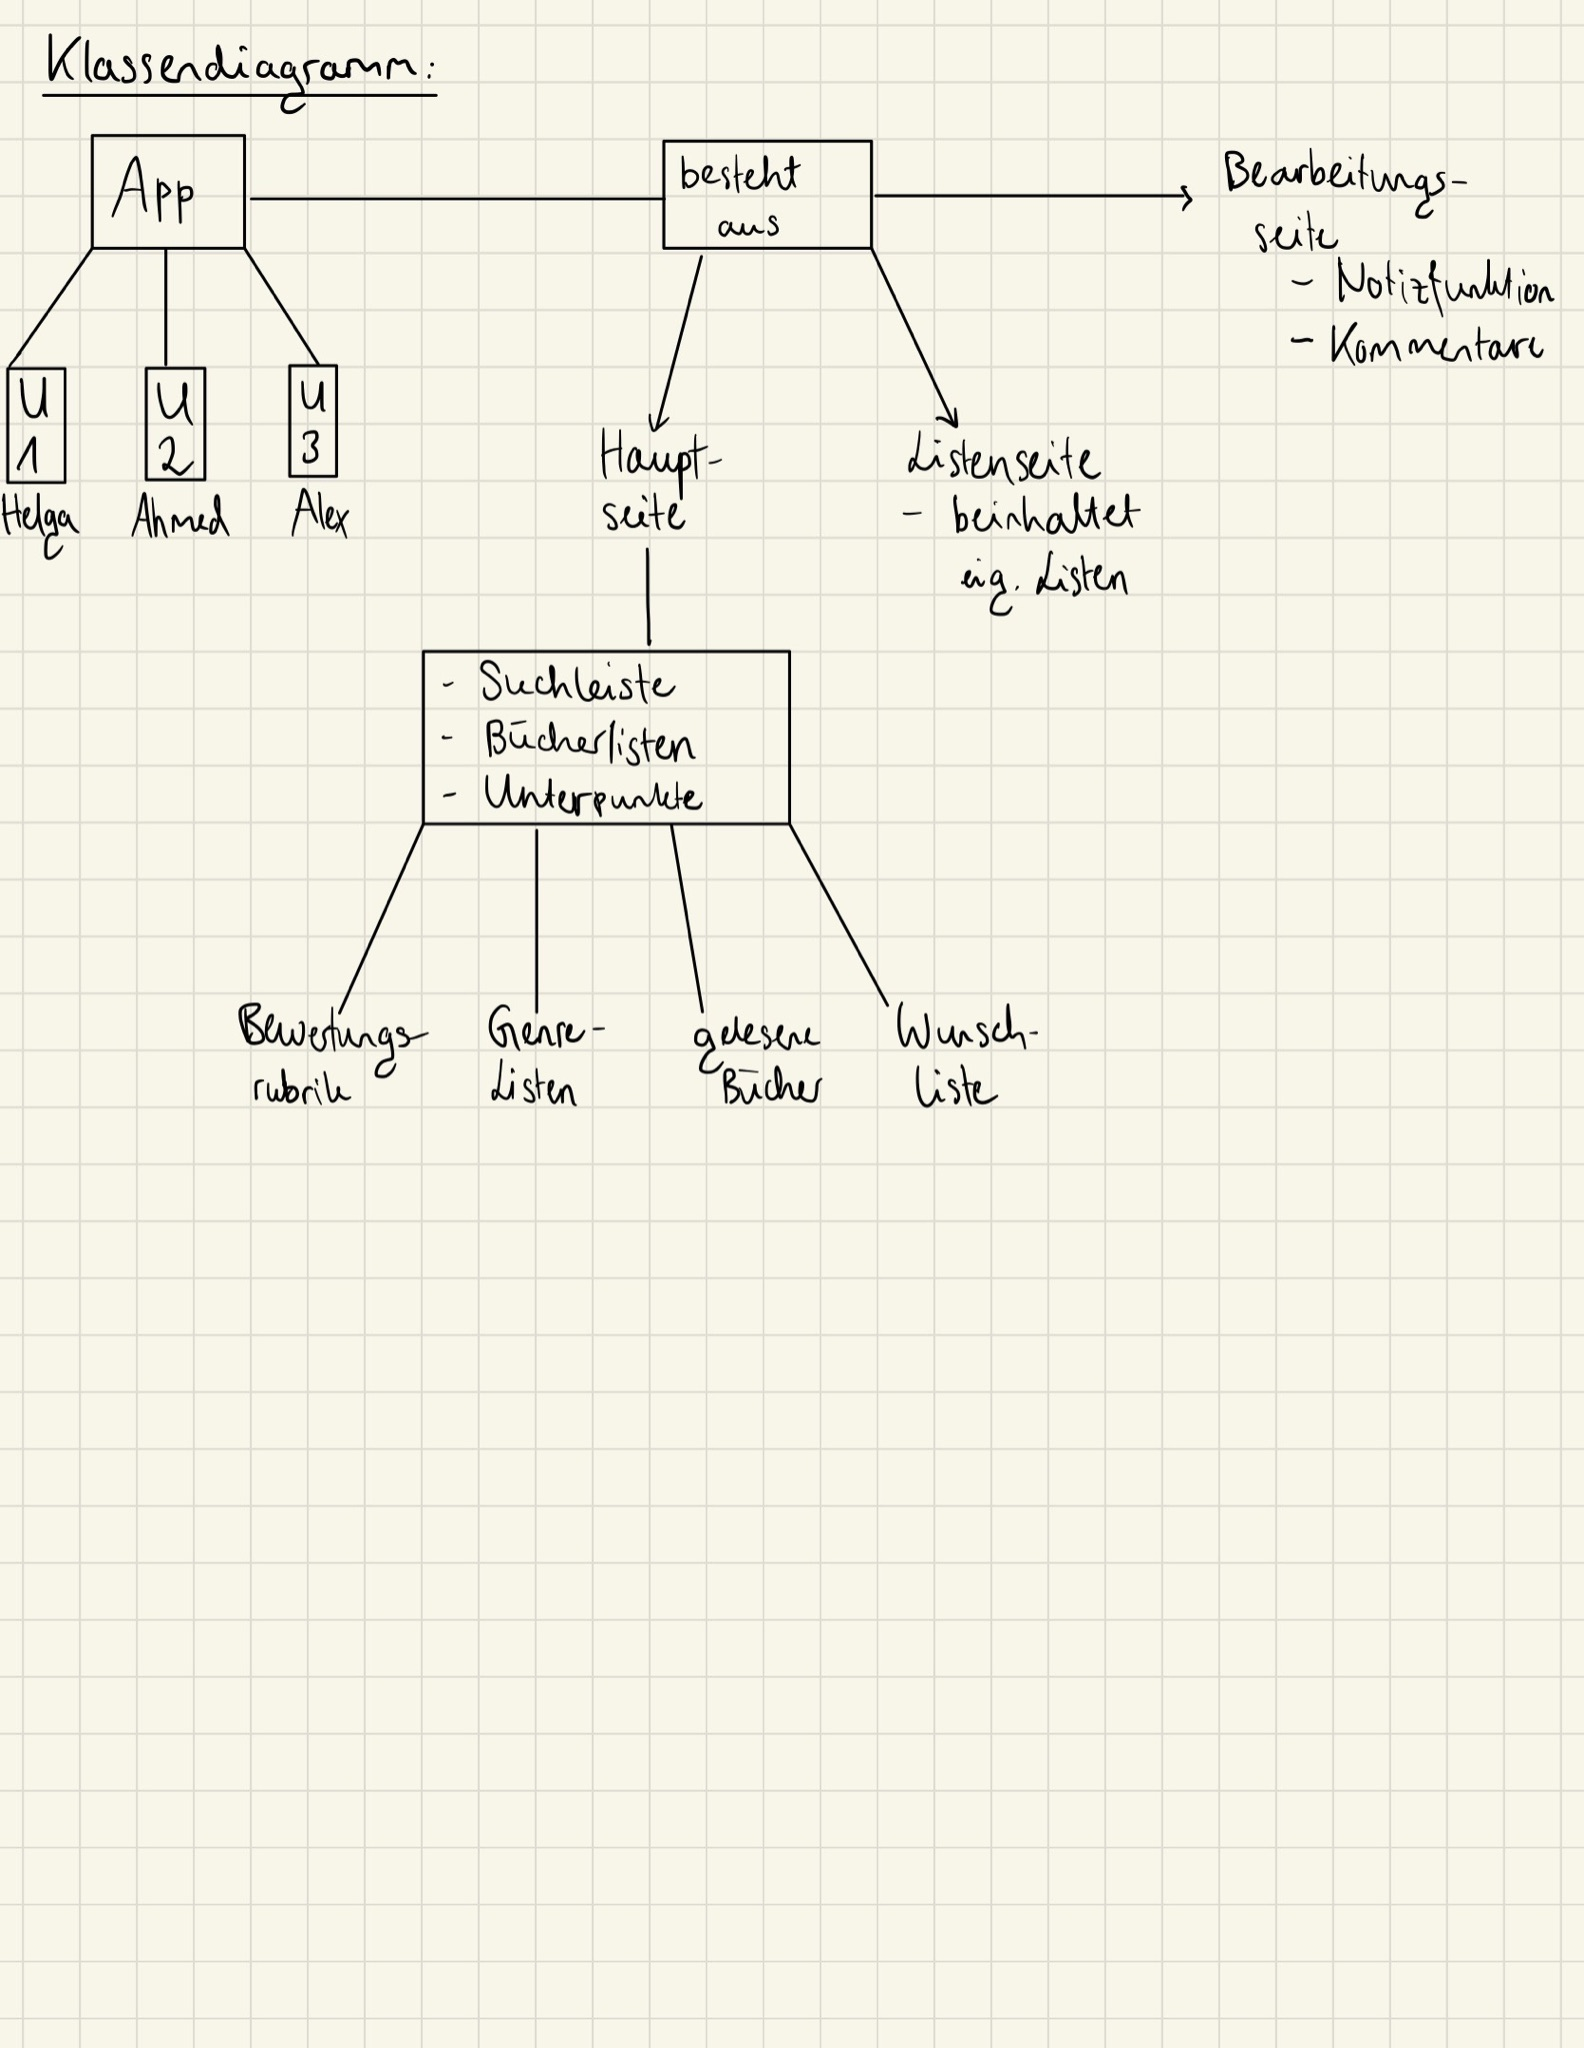 Klassendiagramm:
App
besteht
aus
Bearbeitungs-
seite
- Notizfunktion
- Kommentare
U
1
Helga
U
2
Ahmed
U
3
Alex
Haupt-
seite
Listenseite
- beinhaltet
eig. Listen
- Suchleiste
- Bücherlisten
- Unterpunkte
Bewertungs-
rubrik
Genre-
Listen
gelesene
Bücher
Wunsch-
liste